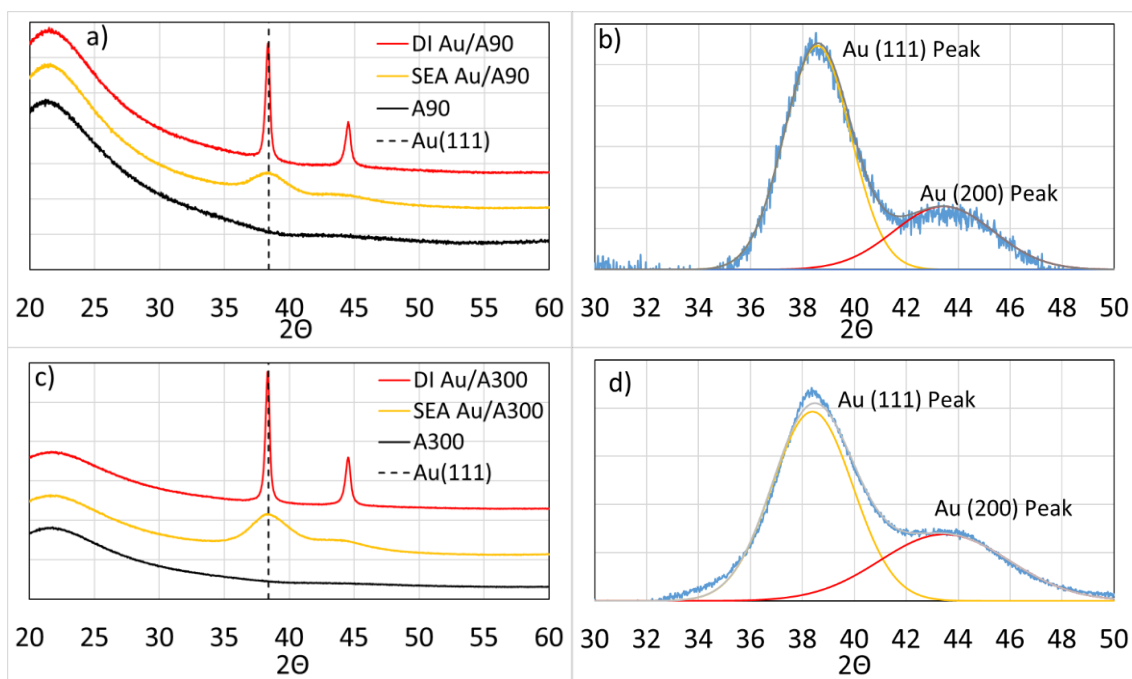 a)
DI Au/A90
SEA Au/A90
A90
Au(111)
20 25 30 35 40 45 50 55 60
2Θ
b)
Au (111) Peak
Au (200) Peak
30 32 34 36 38 40 42 44 46 48 50
2Θ
c)
DI Au/A300
SEA Au/A300
A300
Au(111)
20 25 30 35 40 45 50 55 60
2Θ
d)
Au (111) Peak
Au (200) Peak
30 32 34 36 38 40 42 44 46 48 50
2Θ